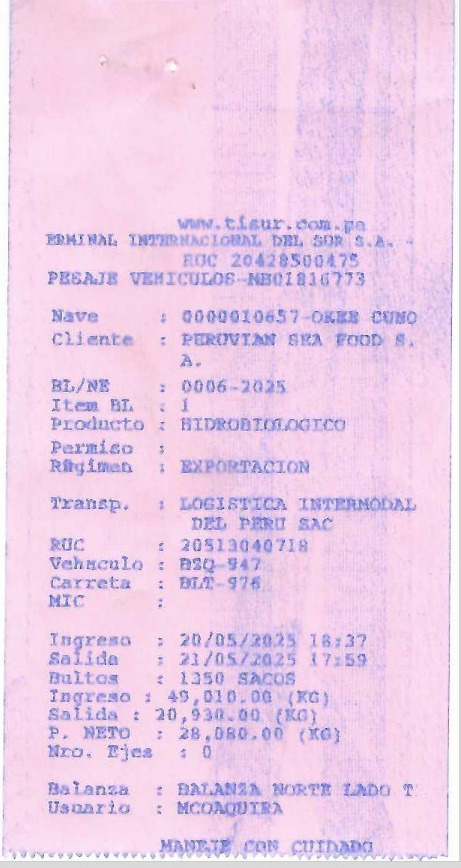 www.tisur.com.pe
ERMINAL INTERNACIONAL DEL SUR S.A. -
RUC 20428500475
PESAJE VEHICULOS-NB01816773
Nave : 0000010657-OKEE CUNO
Cliente : PERUVIAN SEA FOOD S.
A.
BL/NE : 0006-2025
Item BL : 1
Producto : HIDROBIOLOGICO
Permiso :
Régimen : EXPORTACION
Transp. : LOGISTICA INTERMODAL
DEL PERU SAC
RUC : 20513040718
Vehaculo : BZQ-947
Carreta : BLT-976
MIC :
Ingreso : 20/05/2025 18:37
Salida : 21/05/2025 17:59
Bultos : 1350 SACOS
Ingreso : 49,010.00 (KG)
Salida : 20,930.00 (KG)
P. NETO : 28,080.00 (KG)
Nro. Ejes : 0
Balanza : BALANZA NORTE LADO T
Usuario : MCOAQUIRA
MANEJE CON CUIDADO